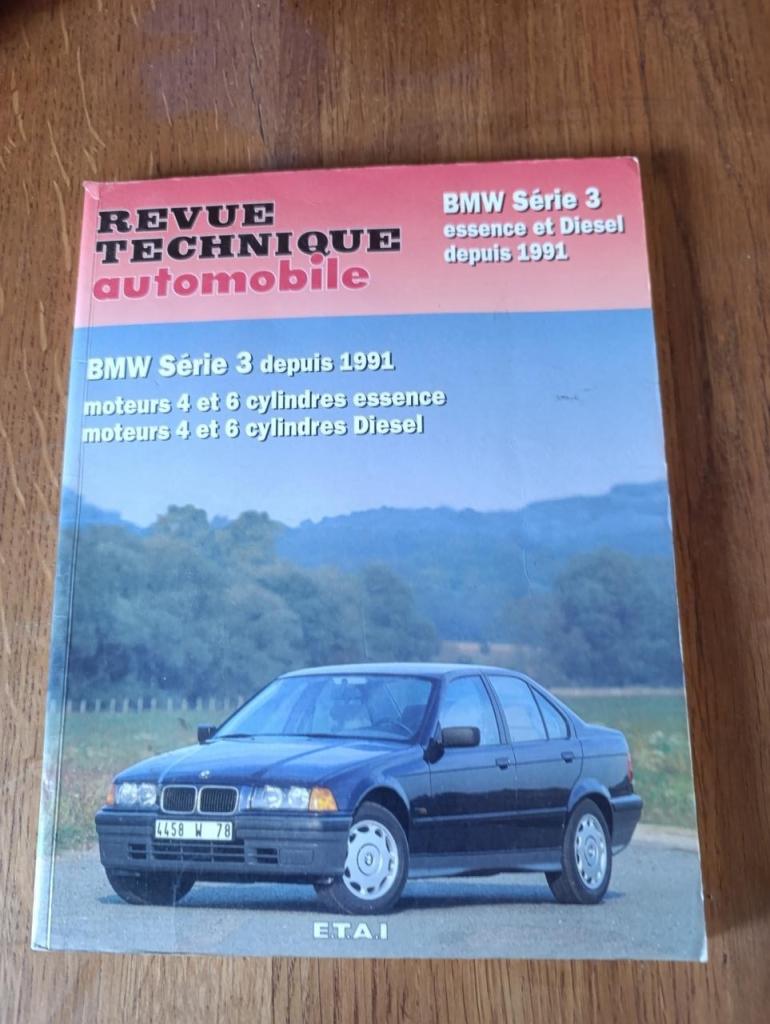 REVUE
TECHNIQUE
automobile
BMW Série 3
essence et Diesel
depuis 1991
BMW Série 3 depuis 1991
moteurs 4 et 6 cylindres essence
moteurs 4 et 6 cylindres Diesel
4458 W 78
E.T.A.I